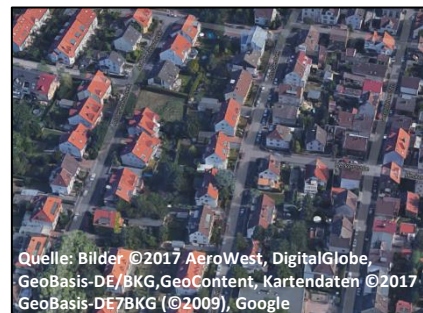 Quelle: Bilder ©2017 AeroWest, DigitalGlobe,
GeoBasis-DE/BKG,GeoContent, Kartendaten ©2017
GeoBasis-DE7BKG (©2009), Google